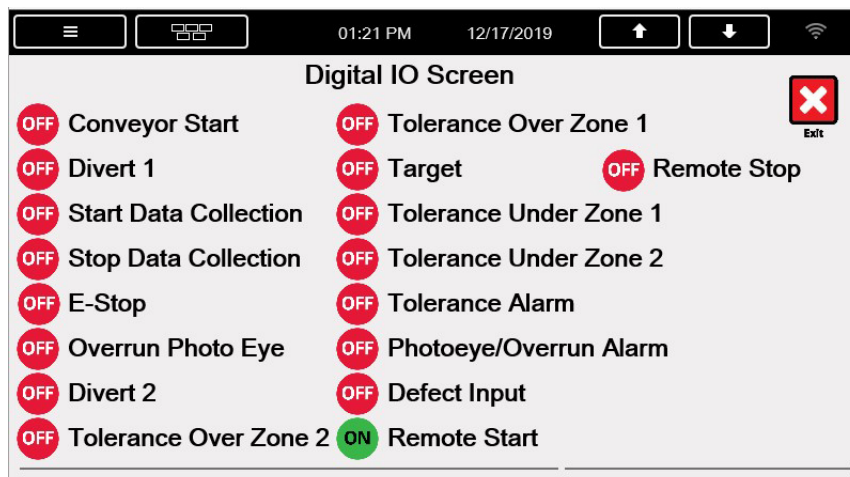 01:21 PM 12/17/2019
Digital IO Screen
Exit
OFF Conveyor Start
OFF Divert 1
OFF Start Data Collection
OFF Stop Data Collection
OFF E-Stop
OFF Overrun Photo Eye
OFF Divert 2
OFF Tolerance Over Zone 2
OFF Tolerance Over Zone 1
OFF Target
OFF Tolerance Under Zone 1
OFF Tolerance Under Zone 2
OFF Tolerance Alarm
OFF Photoeye/Overrun Alarm
OFF Defect Input
ON Remote Start
OFF Remote Stop